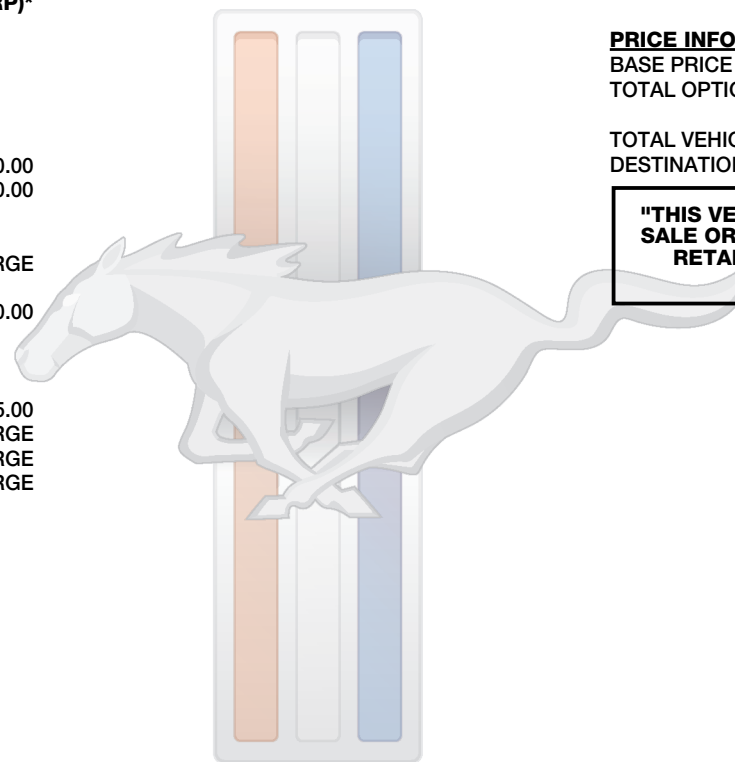 RP)*
0.00
0.00
RGE
0.00
5.00
RGE
RGE
RGE
PRICE INFO
BASE PRICE
TOTAL OPTIO
TOTAL VEHIC
DESTINATION
"THIS VE
SALE OR
RETAI